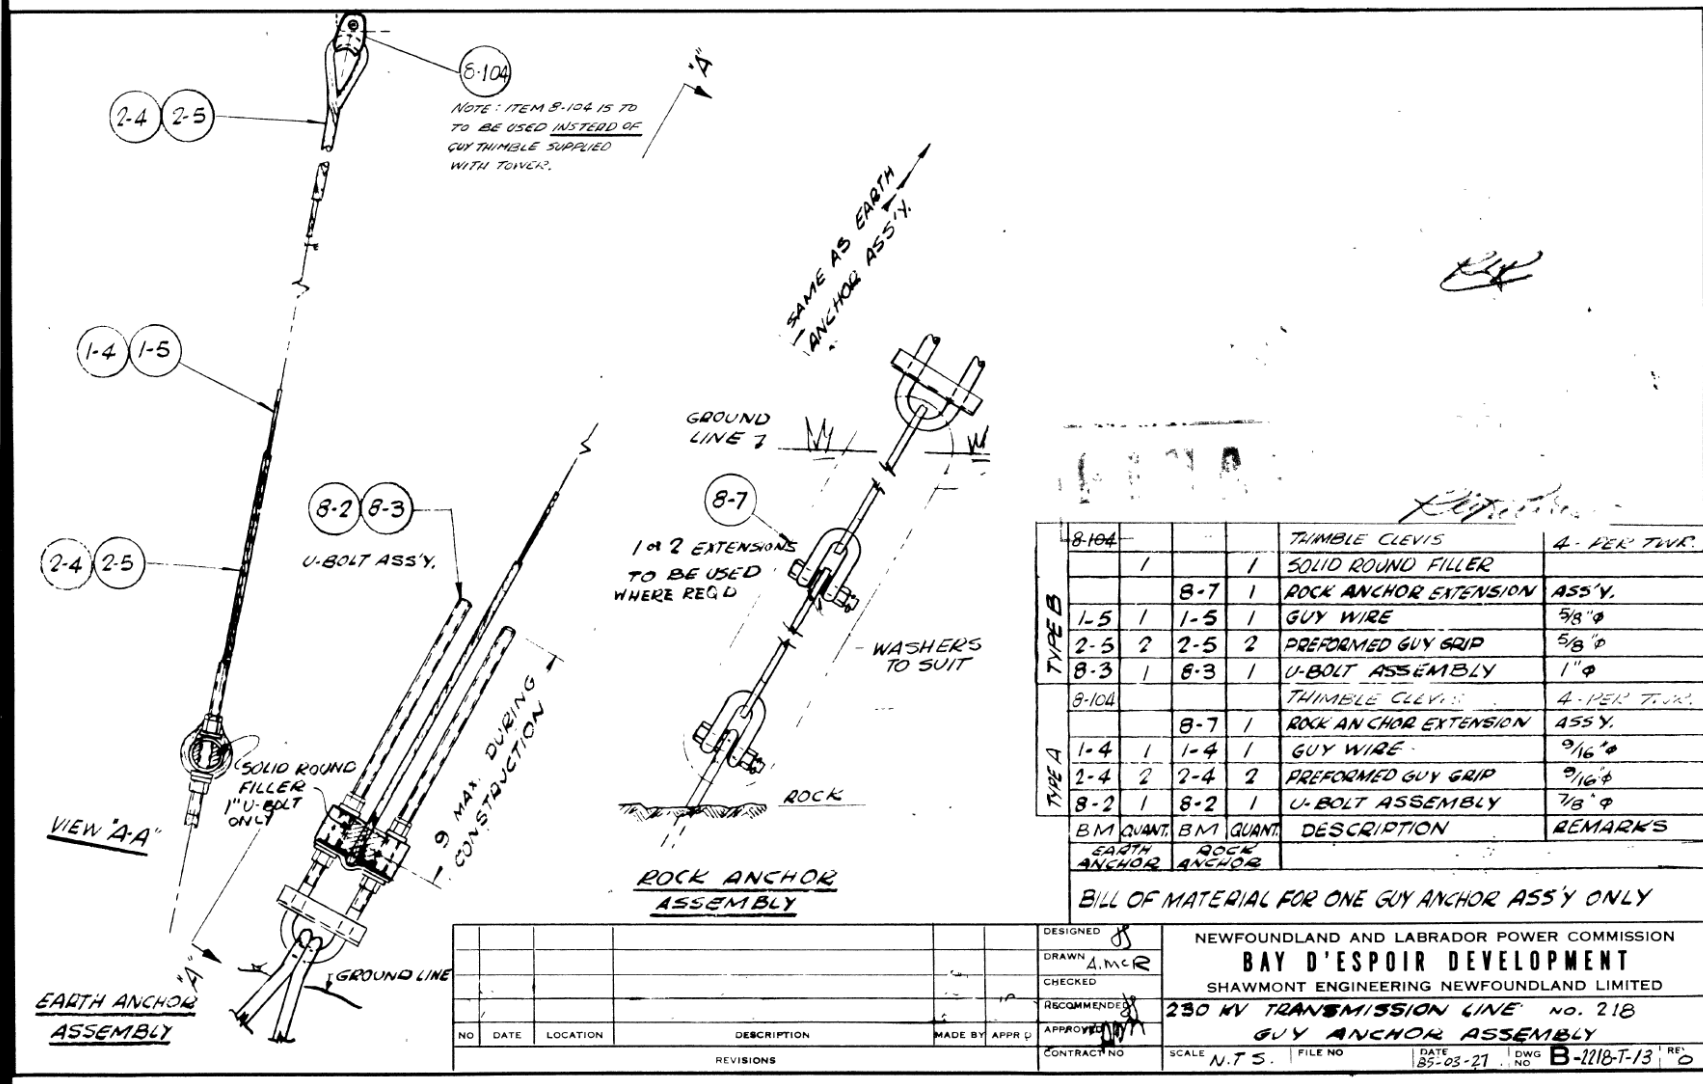 8-104
NOTE: ITEM 8-104 IS TO
TO BE USED INSTEAD OF
GUY THIMBLE SUPPLIED
WITH TOWER.
"A"
2-4 2-5
SAME AS EARTH
ANCHOR ASS'Y.
1-4 1-5
GROUND
LINE
8-2 8-3
U-BOLT ASS'Y.
8-7
1 or 2 EXTENSIONS
TO BE USED
WHERE REQ'D
2-4 2-5
WASHERS
TO SUIT
9 MAX. DURING
CONSTRUCTION
SOLID ROUND
FILLER
1" U-BOLT
ONLY
VIEW "A-A"
ROCK
ROCK ANCHOR
ASSEMBLY
"A"
GROUND LINE
EARTH ANCHOR
ASSEMBLY
TYPE B
8-104 THIMBLE CLEVIS 4- PER TWR.
1 1 SOLID ROUND FILLER
8-7 1 ROCK ANCHOR EXTENSION ASS'Y.
1-5 1 1-5 1 GUY WIRE 5/8"φ
2-5 2 2-5 2 PREFORMED GUY GRIP 5/8"φ
8-3 1 8-3 1 U-BOLT ASSEMBLY 1"φ
TYPE A
8-104 THIMBLE CLEVIS 4-PER TWR.
8-7 1 ROCK ANCHOR EXTENSION ASS'Y.
1-4 1 1-4 1 GUY WIRE 9/16"φ
2-4 2 2-4 2 PREFORMED GUY GRIP 9/16"φ
8-2 1 8-2 1 U-BOLT ASSEMBLY 7/8"φ
BM QUANT. BM QUANT. DESCRIPTION REMARKS
EARTH ANCHOR ROCK ANCHOR
BILL OF MATERIAL FOR ONE GUY ANCHOR ASS'Y ONLY
NO DATE LOCATION DESCRIPTION MADE BY APPR D
REVISIONS
DESIGNED
DRAWN A.McR
CHECKED
RECOMMENDED
APPROVED
CONTRACT NO
NEWFOUNDLAND AND LABRADOR POWER COMMISSION
BAY D'ESPOIR DEVELOPMENT
SHAWMONT ENGINEERING NEWFOUNDLAND LIMITED
230 KV TRANSMISSION LINE NO. 218
GUY ANCHOR ASSEMBLY
SCALE N.T.S. FILE NO DATE 85-03-27 DWG NO B-2218-T-13 REV 0